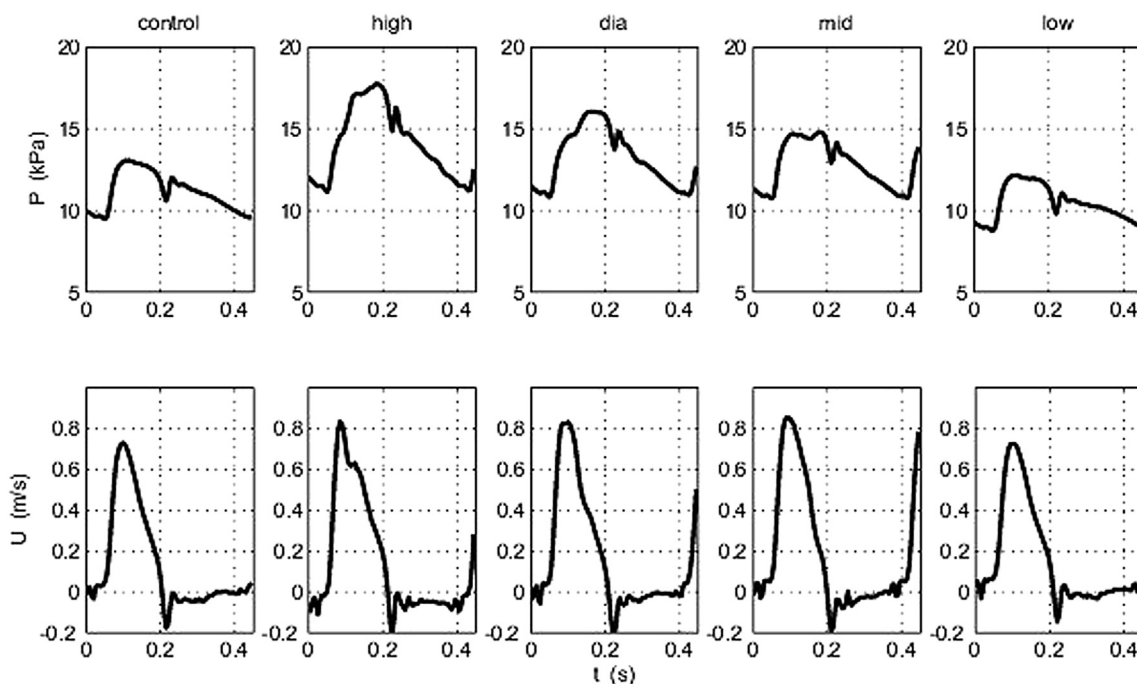 control high dia mid low
20 20 20 20 20
15 15 15 15 15
P (kPa)
10 10 10 10 10
5 5 5 5 5
0 0.2 0.4 0 0.2 0.4 0 0.2 0.4 0 0.2 0.4 0 0.2 0.4
0.8 0.8 0.8 0.8 0.8
0.6 0.6 0.6 0.6 0.6
U (m/s)
0.4 0.4 0.4 0.4 0.4
0.2 0.2 0.2 0.2 0.2
0 0 0 0 0
-0.2 -0.2 -0.2 -0.2 -0.2
0 0.2 0.4 0 0.2 0.4 0 0.2 0.4 0 0.2 0.4 0 0.2 0.4
t (s)